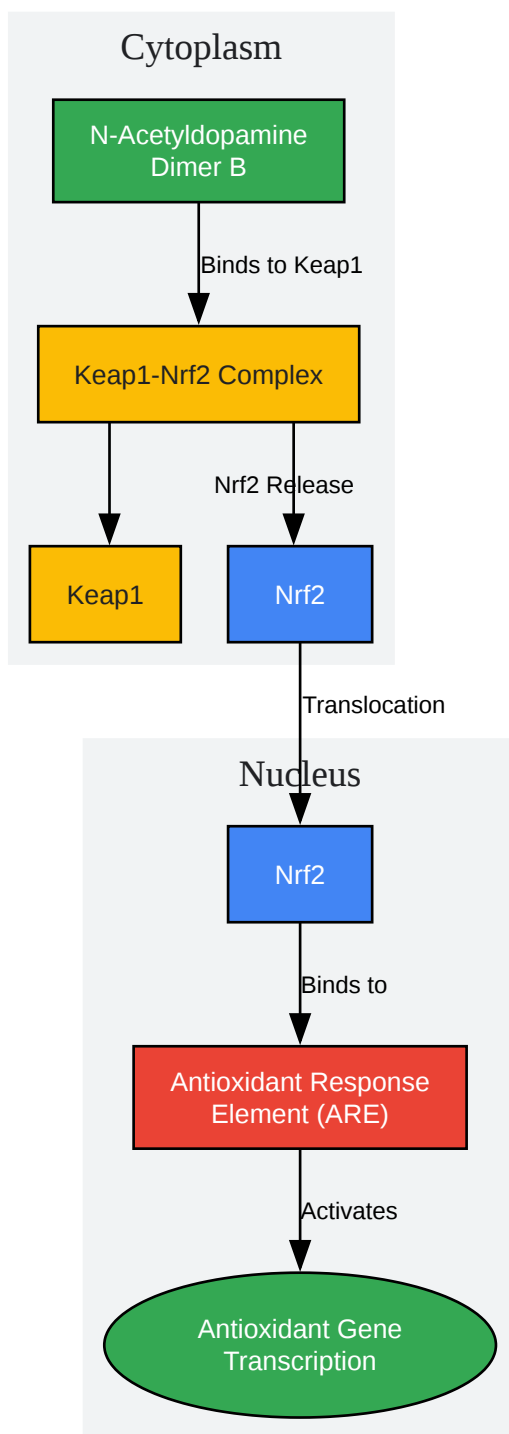 Cytoplasm
N-Acetyldopamine
Dimer B
Binds to Keap1
Keap1-Nrf2 Complex
Nrf2 Release
Keap1
Nrf2
Translocation
Nucleus
Nrf2
Binds to
Antioxidant Response
Element (ARE)
Activates
Antioxidant Gene
Transcription